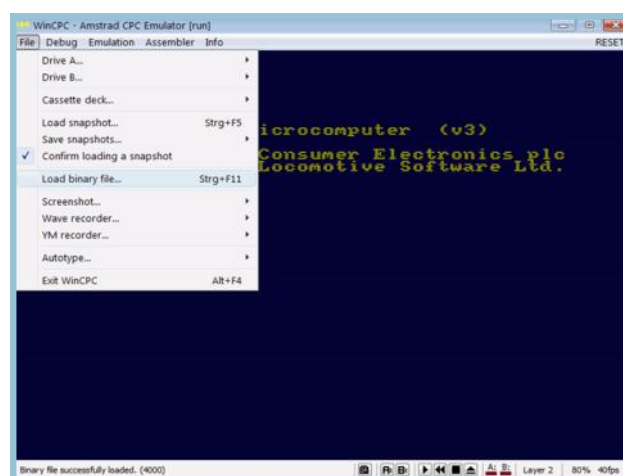 WinCPC - Amstrad CPC Emulator [run]
File Debug Emulation Assembler Info RESET
Drive A...
Drive B...
Cassette deck...
Load snapshot... Strg+F5
Save snapshots...
Confirm loading a snapshot
Load binary file... Strg+F11
Screenshot...
Wave recorder...
YM recorder...
Autotype...
Exit WinCPC Alt+F4
icrocomputer (v3)
Consumer Electronics plc
Locomotive Software Ltd.
Binary file successfully loaded. (4000) A: B: Layer 2 80% 40fps